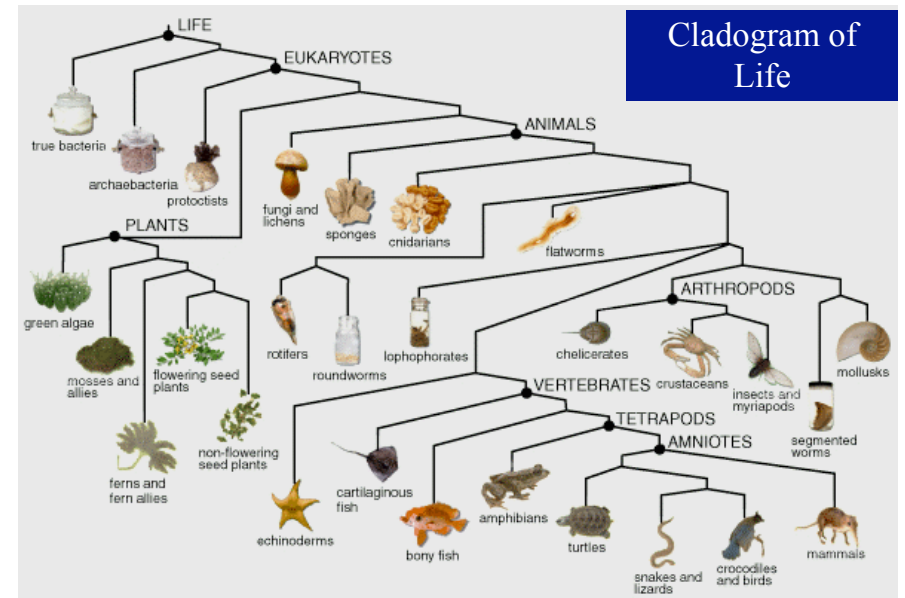 Cladogram of
Life
LIFE
EUKARYOTES
true bacteria
archaebacteria
protoctists
ANIMALS
fungi and
lichens
sponges
cnidarians
flatworms
PLANTS
green algae
mosses and
allies
flowering seed
plants
ferns and
fern allies
non-flowering
seed plants
rotifers
roundworms
lophophorates
ARTHROPODS
chelicerates
crustaceans
insects and
myriapods
segmented
worms
mollusks
VERTEBRATES
TETRAPODS
AMNIOTES
echinoderms
cartilaginous
fish
bony fish
amphibians
turtles
snakes and
lizards
crocodiles
and birds
mammals